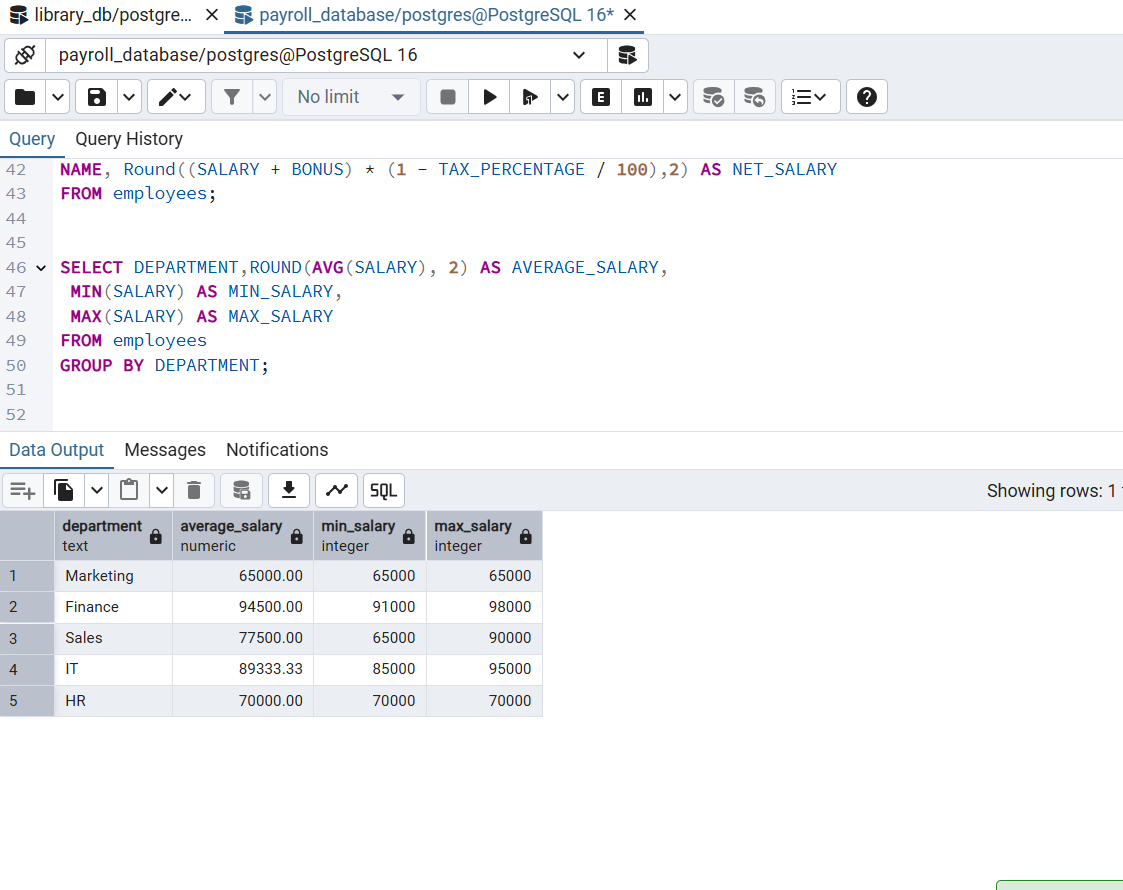 library_db/postgre... payroll_database/postgres@PostgreSQL 16*
payroll_database/postgres@PostgreSQL 16
No limit
Query Query History
42 NAME, Round((SALARY + BONUS) * (1 - TAX_PERCENTAGE / 100),2) AS NET_SALARY
43 FROM employees;
44
45
46 SELECT DEPARTMENT,ROUND(AVG(SALARY), 2) AS AVERAGE_SALARY,
47 MIN(SALARY) AS MIN_SALARY,
48 MAX(SALARY) AS MAX_SALARY
49 FROM employees
50 GROUP BY DEPARTMENT;
51
52
Data Output Messages Notifications
SQL Showing rows: 1
department average_salary min_salary max_salary
text numeric integer integer
1 Marketing 65000.00 65000 65000
2 Finance 94500.00 91000 98000
3 Sales 77500.00 65000 90000
4 IT 89333.33 85000 95000
5 HR 70000.00 70000 70000